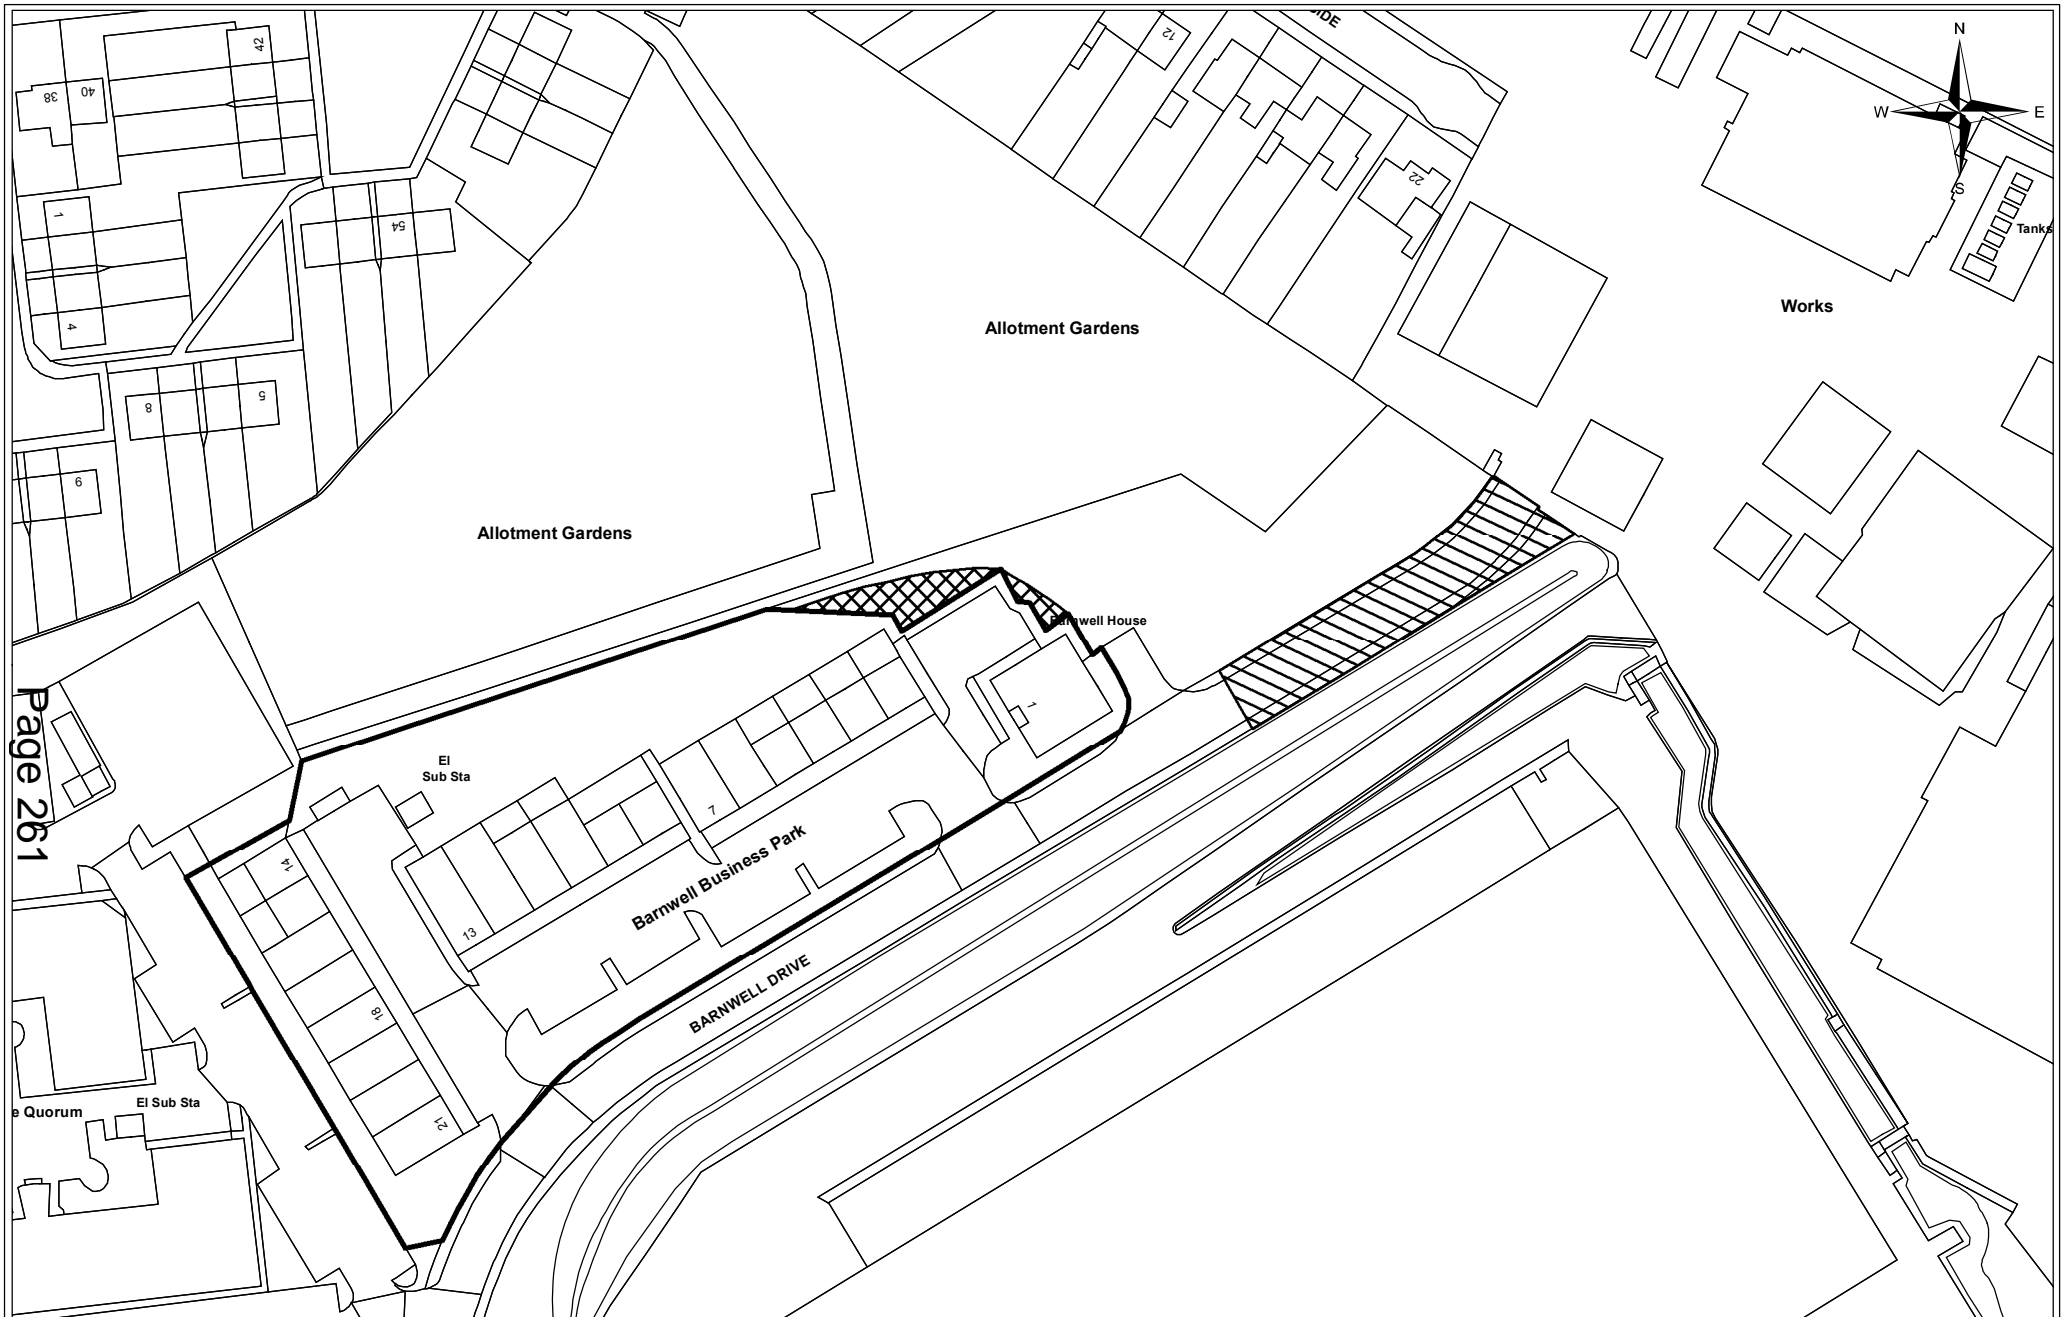 N
W
E
S
IDE
12
42
38
40
22
Tanks
1
54
Works
4
Allotment Gardens
8
5
9
Allotment Gardens
Barnwell House
1
Page 261
El
Sub Sta
7
14
Barnwell Business Park
13
BARNWELL DRIVE
18
El Sub Sta
e Quorum
21